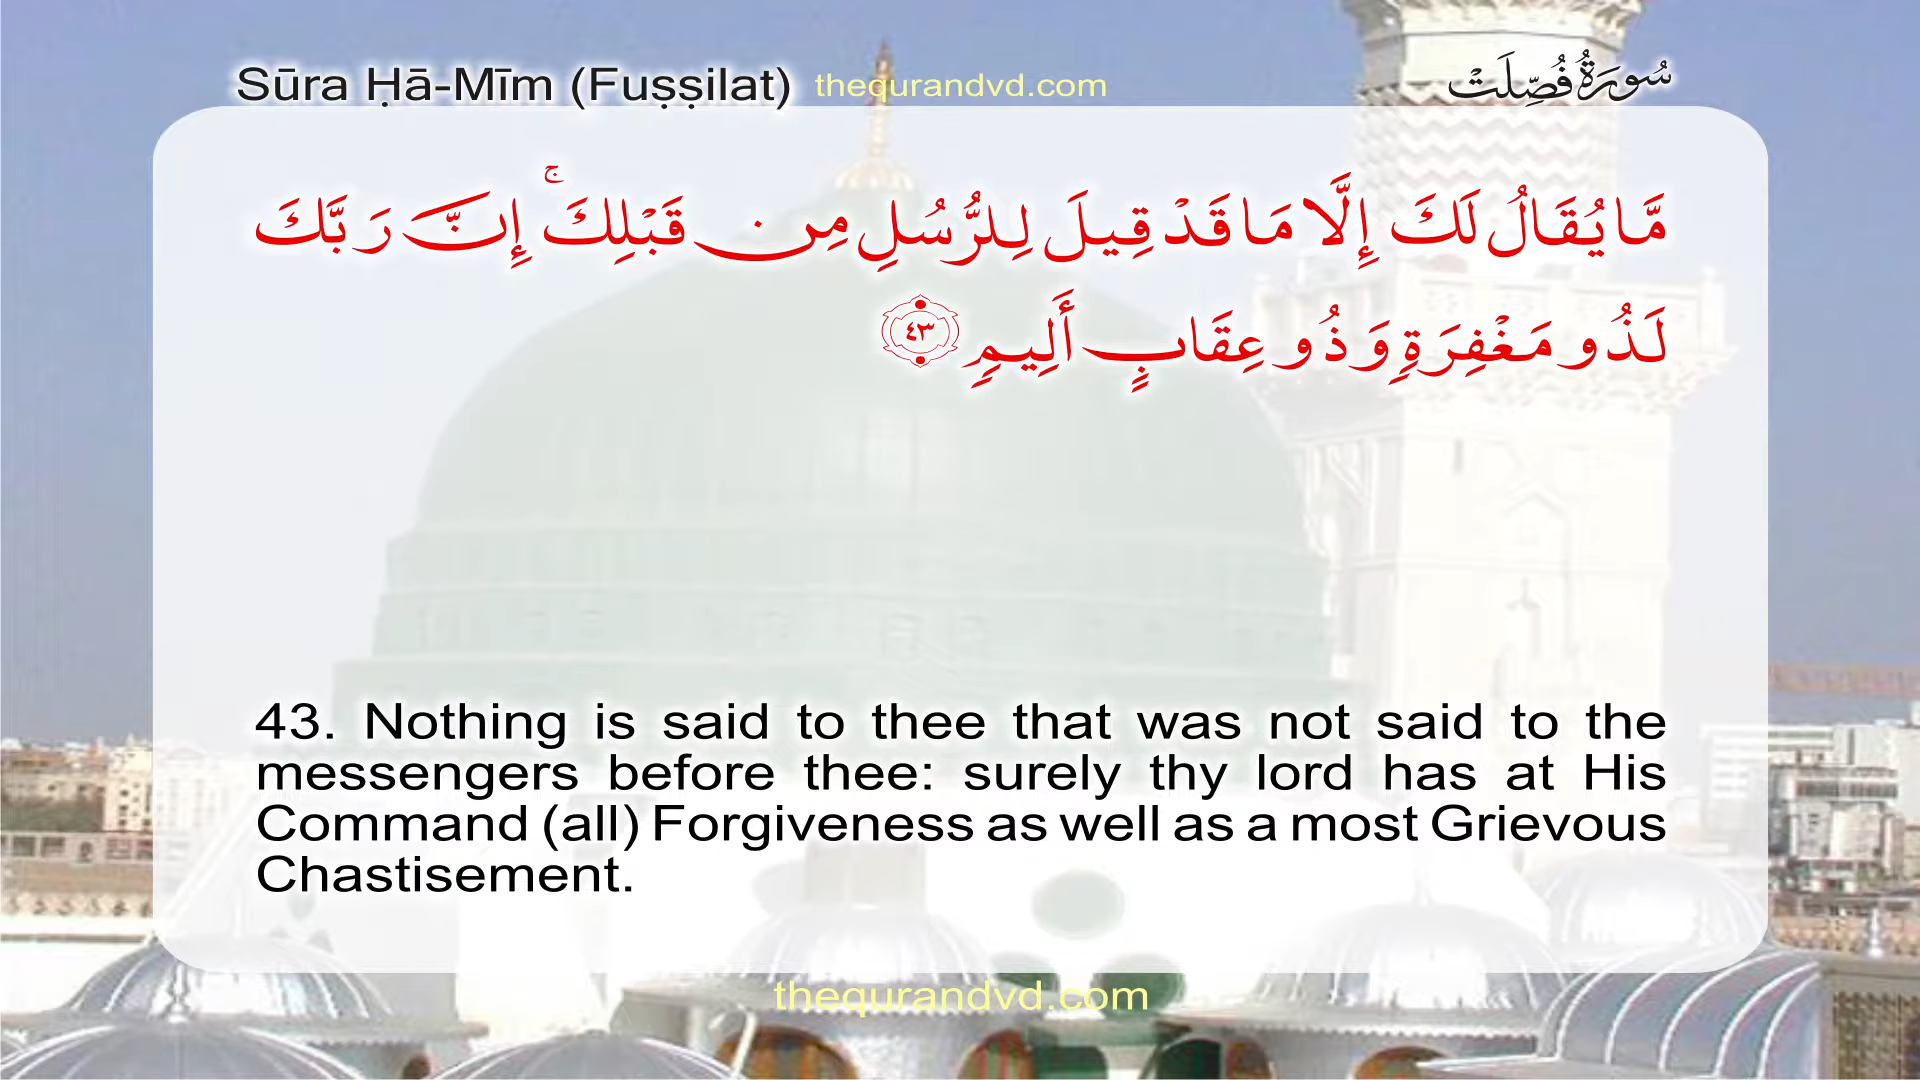 Sūra Ḥā-Mīm (Fuṣṣilat) thequrandvd.com سُورَةُ فُصِّلَتْ
مَّا يُقَالُ لَكَ إِلَّا مَا قَدْ قِيلَ لِلرُّسُلِ مِن قَبْلِكَ ۚ إِنَّ رَبَّكَ
لَذُو مَغْفِرَةٍ وَذُو عِقَابٍ أَلِيمٍ ٤٣
43. Nothing is said to thee that was not said to the
messengers before thee: surely thy lord has at His
Command (all) Forgiveness as well as a most Grievous
Chastisement.
thequrandvd.com